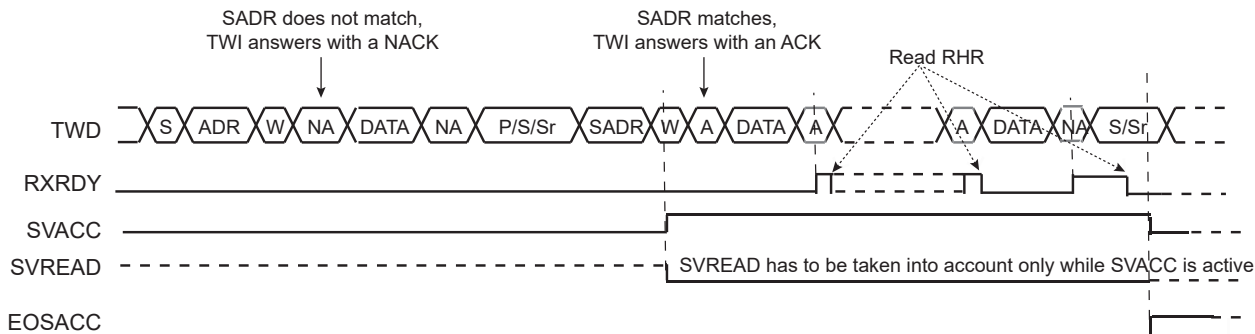 SADR does not match,
TWI answers with a NACK
SADR matches,
TWI answers with an ACK
Read RHR
TWD S ADR W NA DATA NA P/S/Sr SADR W A DATA A A DATA NA S/Sr
RXRDY
SVACC
SVREAD SVREAD has to be taken into account only while SVACC is active
EOSACC